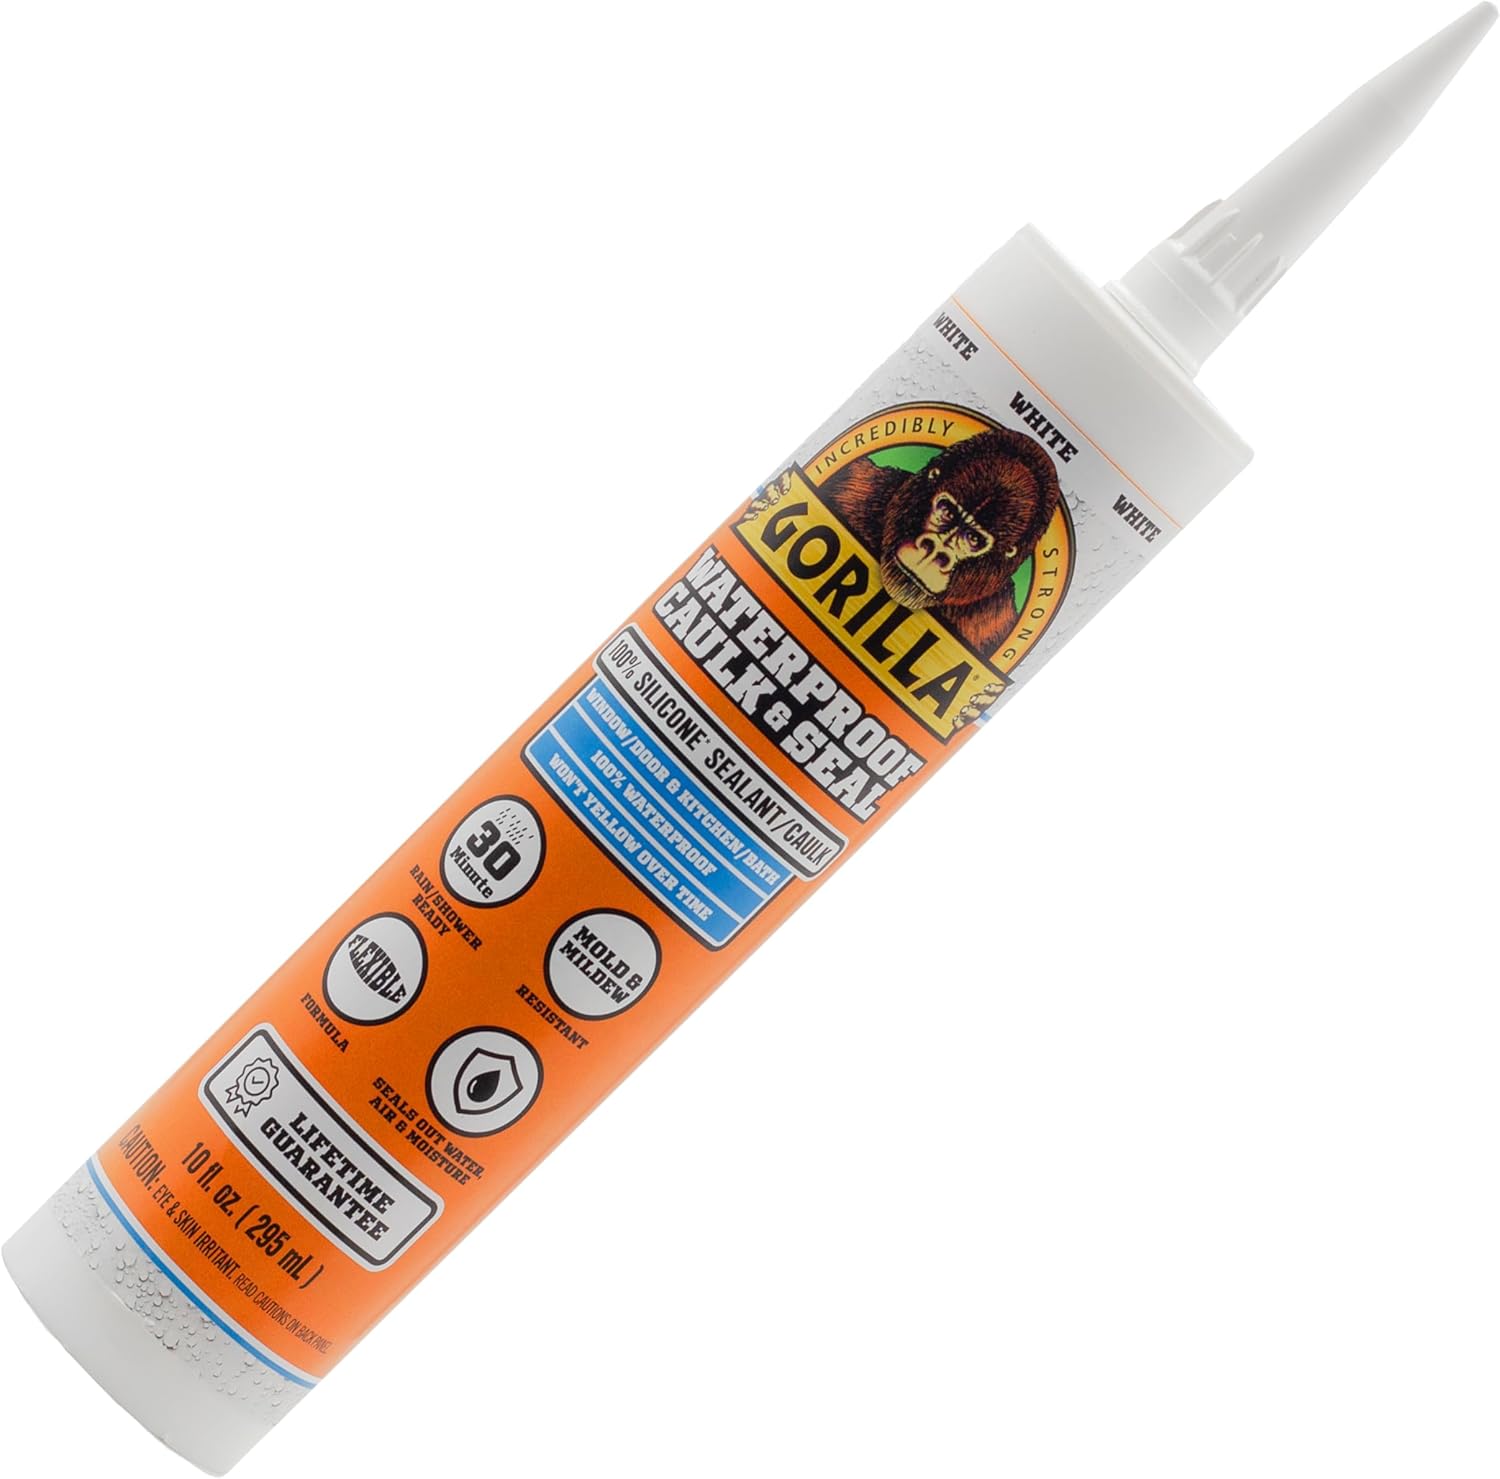 WHITE
WHITE
WHITE
INCREDIBLY
STRONG
GORILLA®
WATERPROOF
CAULK & SEAL
100% SILICONE* SEALANT/CAULK
WINDOW/DOOR & KITCHEN/BATH
100% WATERPROOF
WON'T YELLOW OVER TIME
30
Minute
RAIN/SHOWER
READY
MOLD &
MILDEW
RESISTANT
FLEXIBLE
FORMULA
SEALS OUT WATER,
AIR & MOISTURE
LIFETIME
GUARANTEE
10 fl. oz. (295 mL)
CAUTION: EYE & SKIN IRRITANT. READ CAUTIONS ON BACK PANEL.